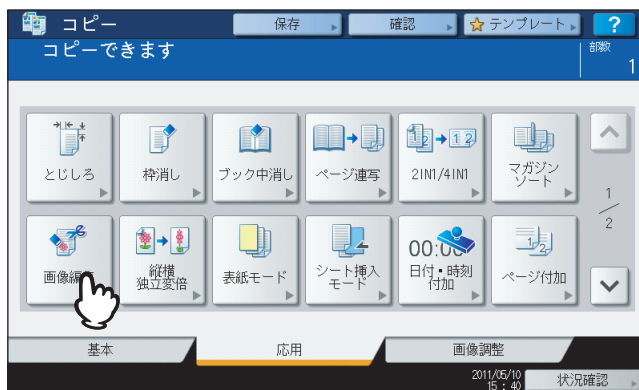 コピー
保存
確認
テンプレート
?
コピーできます
部数
1
とじしろ
枠消し
ブック中消し
ページ連写
2IN1/4IN1
マガジン
ソート
1
2
画像編
縦横
独立変倍
表紙モード
シート挿入
モード
00:00
日付・時刻
付加
ページ付加
基本
応用
画像調整
2011/05/10
15:40
状況確認